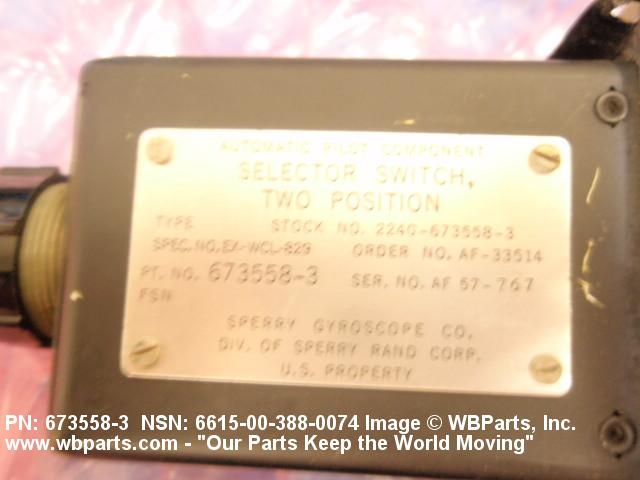 AUTOMATIC PILOT COMPONENT
SELECTOR SWITCH,
TWO POSITION
TYPE STOCK NO. 2240-673558-3
SPEC. NO. EX-WCL-829 ORDER NO. AF-33514
PT. NO. 673558-3 SER. NO. AF 57-767
FSN
SPERRY GYROSCOPE CO.
DIV. OF SPERRY RAND CORP.
U.S. PROPERTY
PN: 673558-3 NSN: 6615-00-388-0074 Image © WBParts, Inc.
www.wbparts.com - "Our Parts Keep the World Moving"